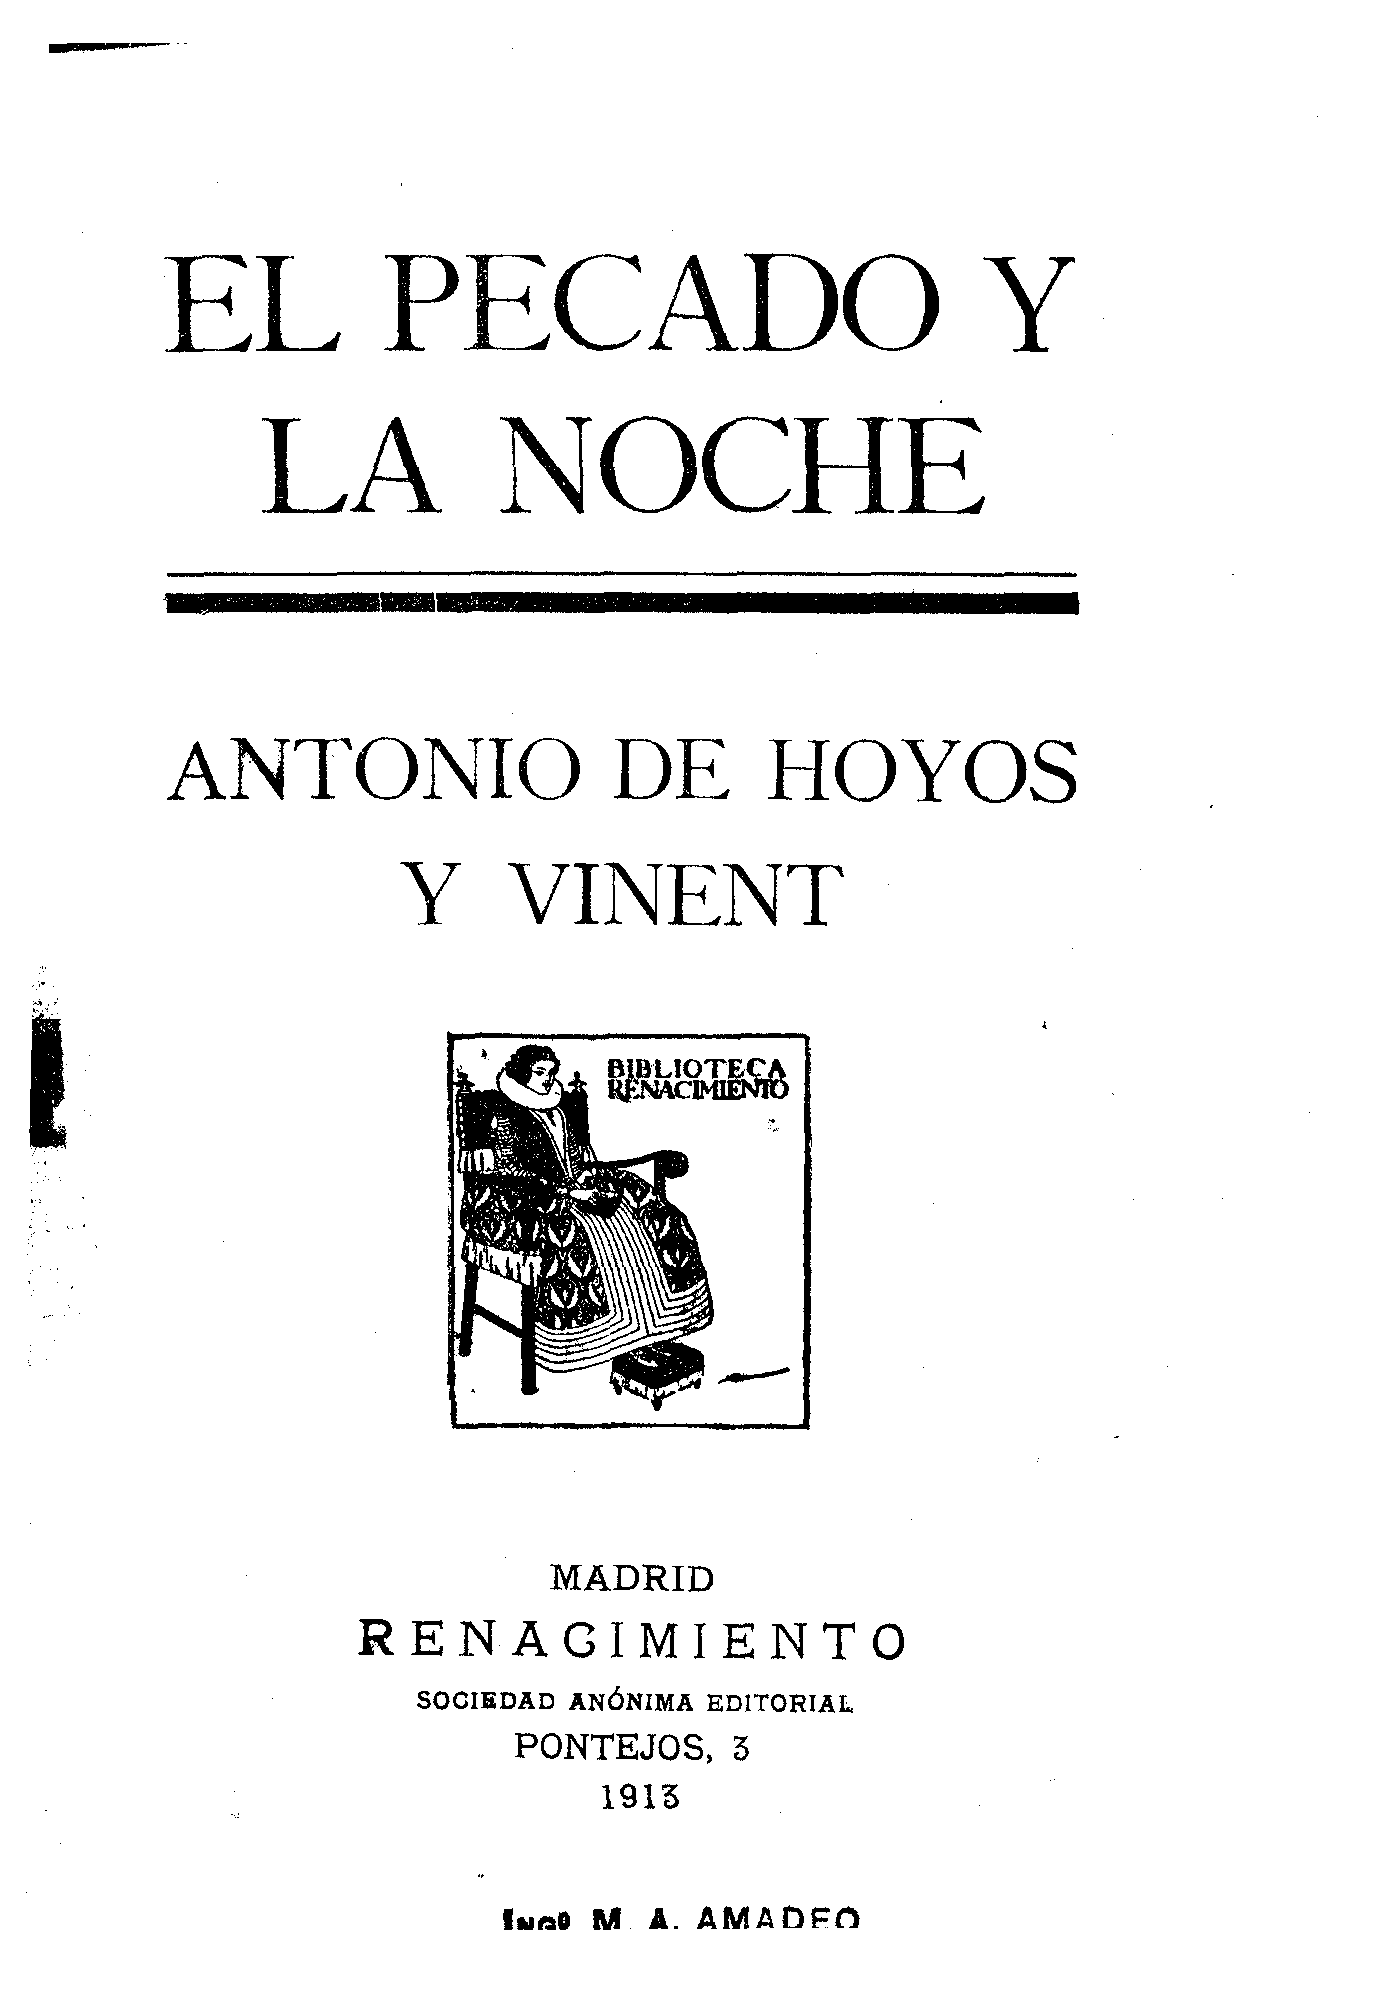 EL PECADO Y
LA NOCHE
ANTONIO DE HOYOS
Y VINENT
BIBLIOTECA
RENACIMIENTO
MADRID
RENACIMIENTO
SOCIEDAD ANÓNIMA EDITORIAL
PONTEJOS, 3
1913
Ingº M. A. AMADEO